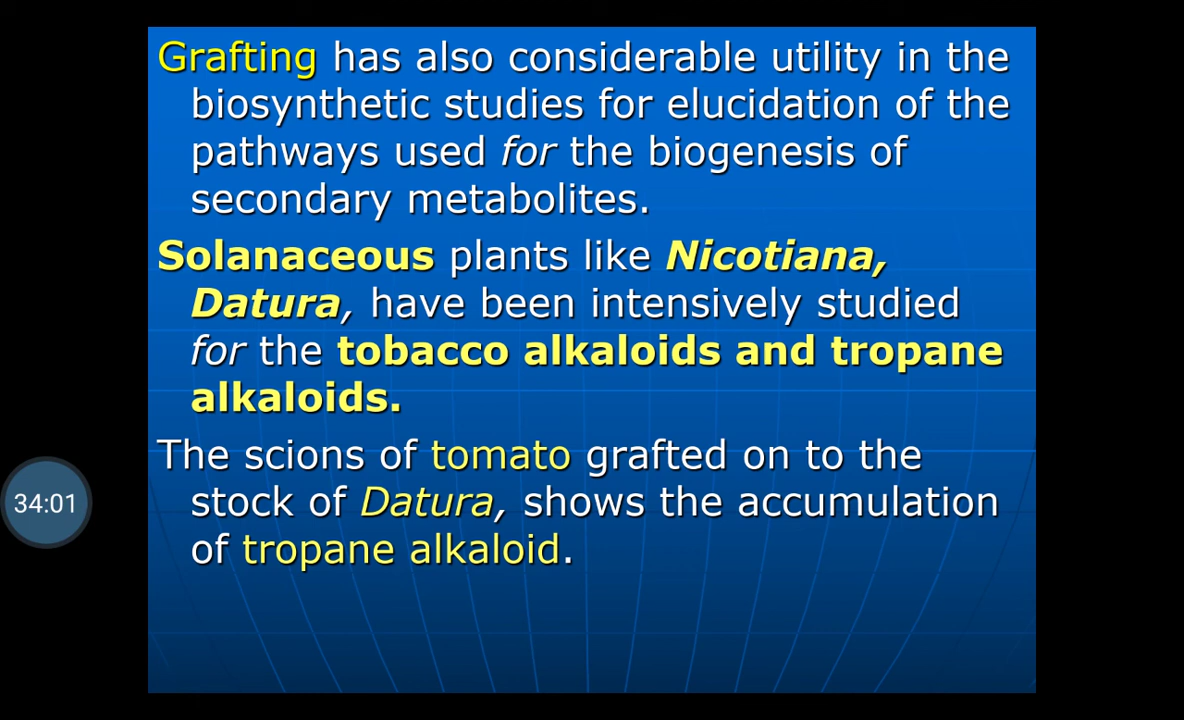 Grafting has also considerable utility in the
biosynthetic studies for elucidation of the
pathways used for the biogenesis of
secondary metabolites.
Solanaceous plants like Nicotiana,
Datura, have been intensively studied
for the tobacco alkaloids and tropane
alkaloids.
The scions of tomato grafted on to the
stock of Datura, shows the accumulation
of tropane alkaloid.
34:01